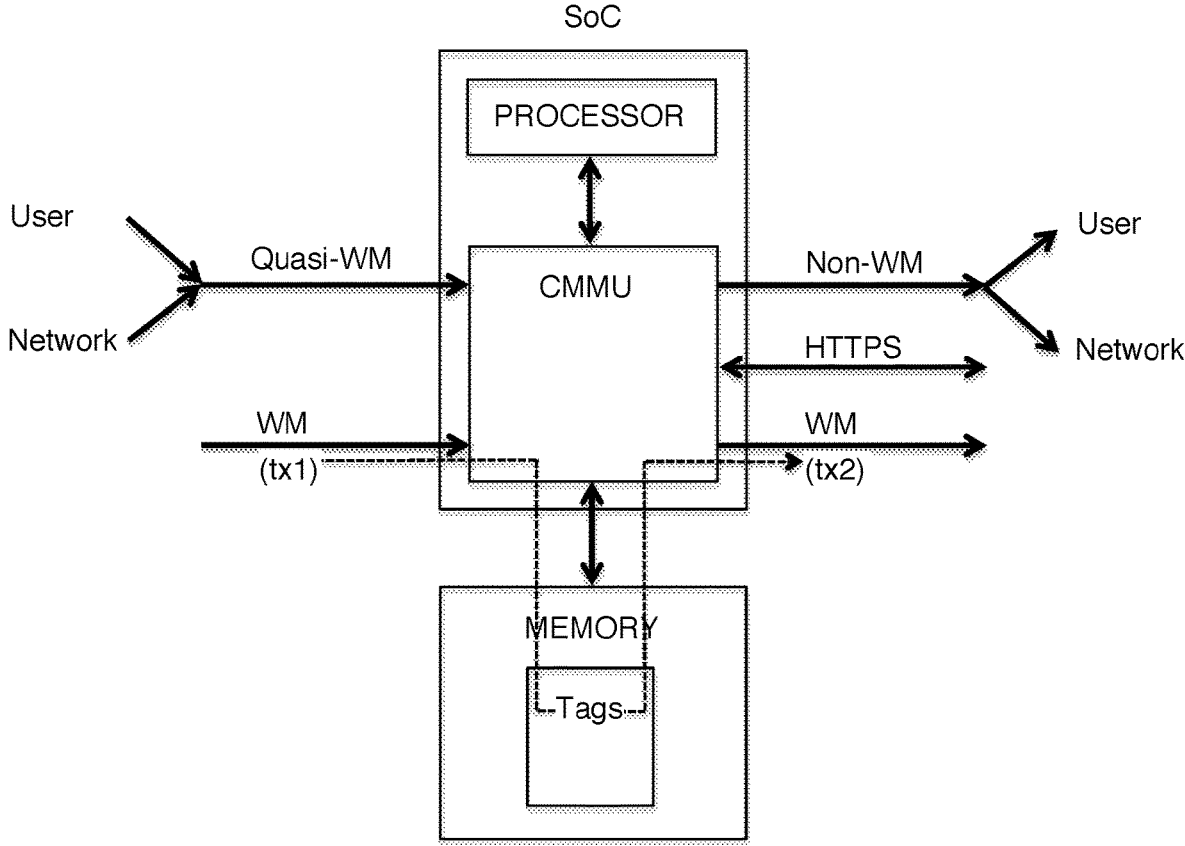 SoC
PROCESSOR
User
Quasi-WM
Network
CMMU
Non-WM
User
HTTPS
Network
WM
(tx1)
WM
(tx2)
MEMORY
Tags